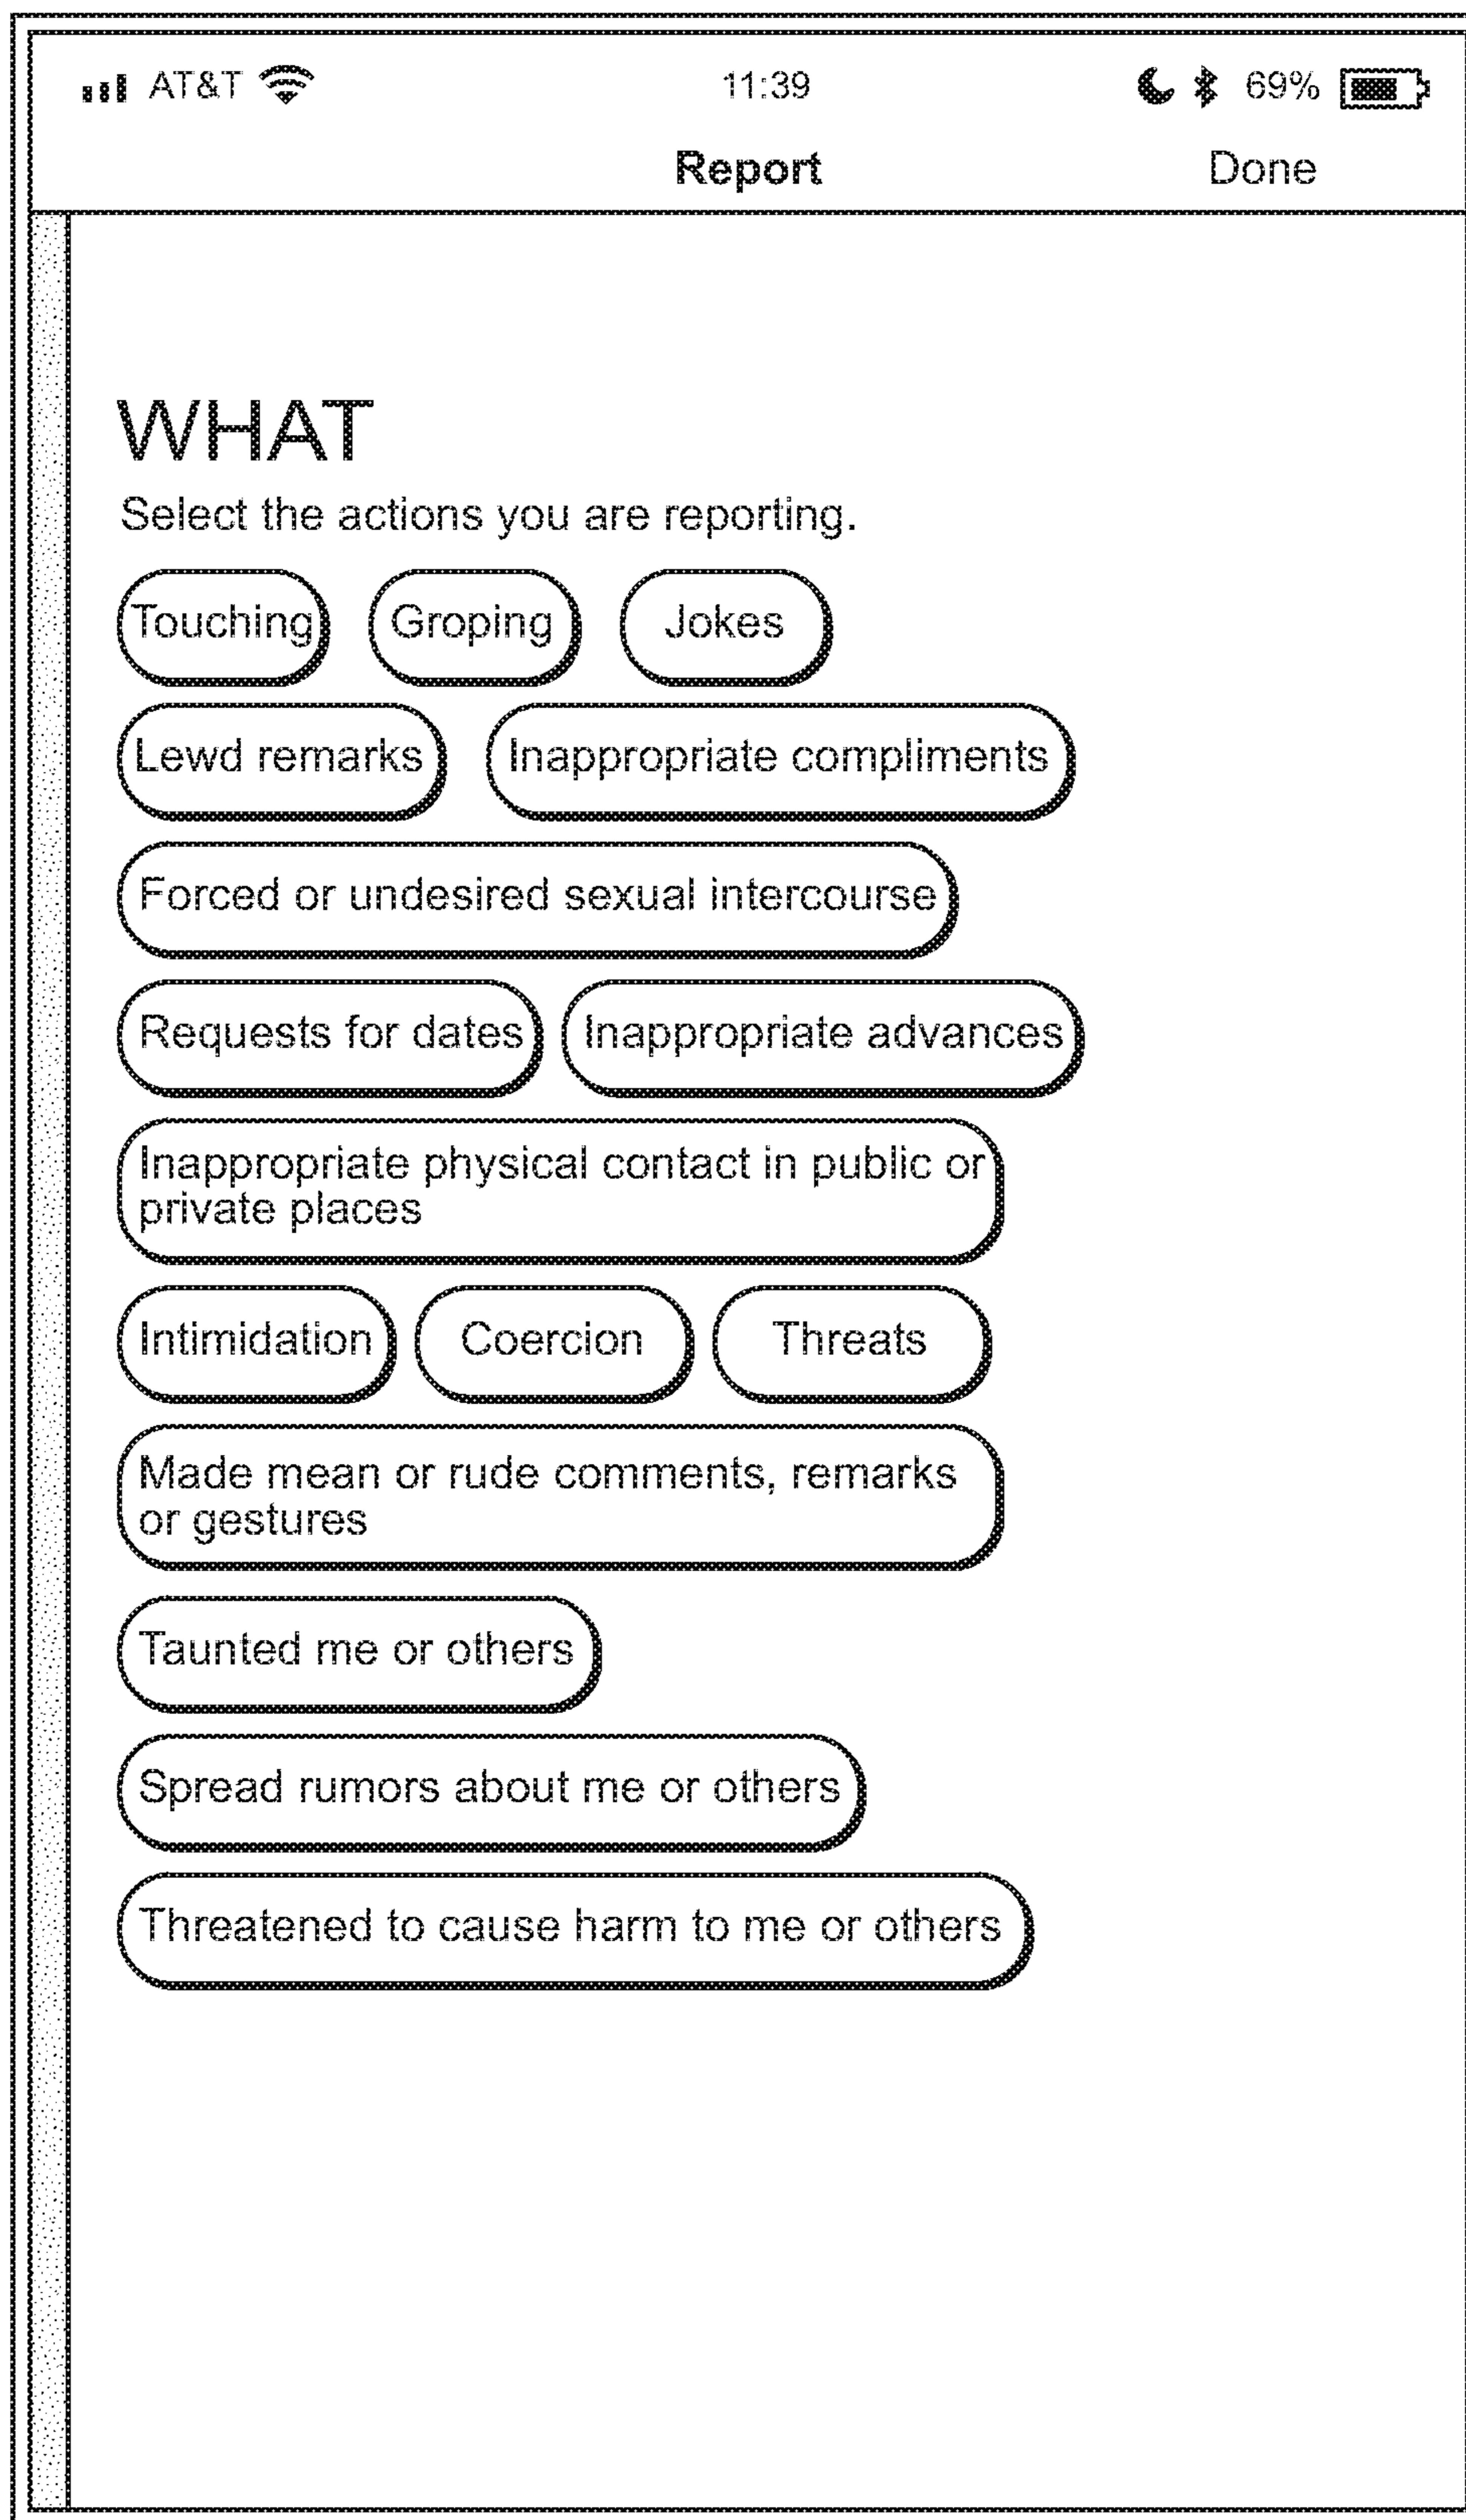 AT&T 11:39 69%
Report Done
WHAT
Select the actions you are reporting.
Touching Groping Jokes
Lewd remarks Inappropriate compliments
Forced or undesired sexual intercourse
Requests for dates Inappropriate advances
Inappropriate physical contact in public or
private places
Intimidation Coercion Threats
Made mean or rude comments, remarks
or gestures
Taunted me or others
Spread rumors about me or others
Threatened to cause harm to me or others